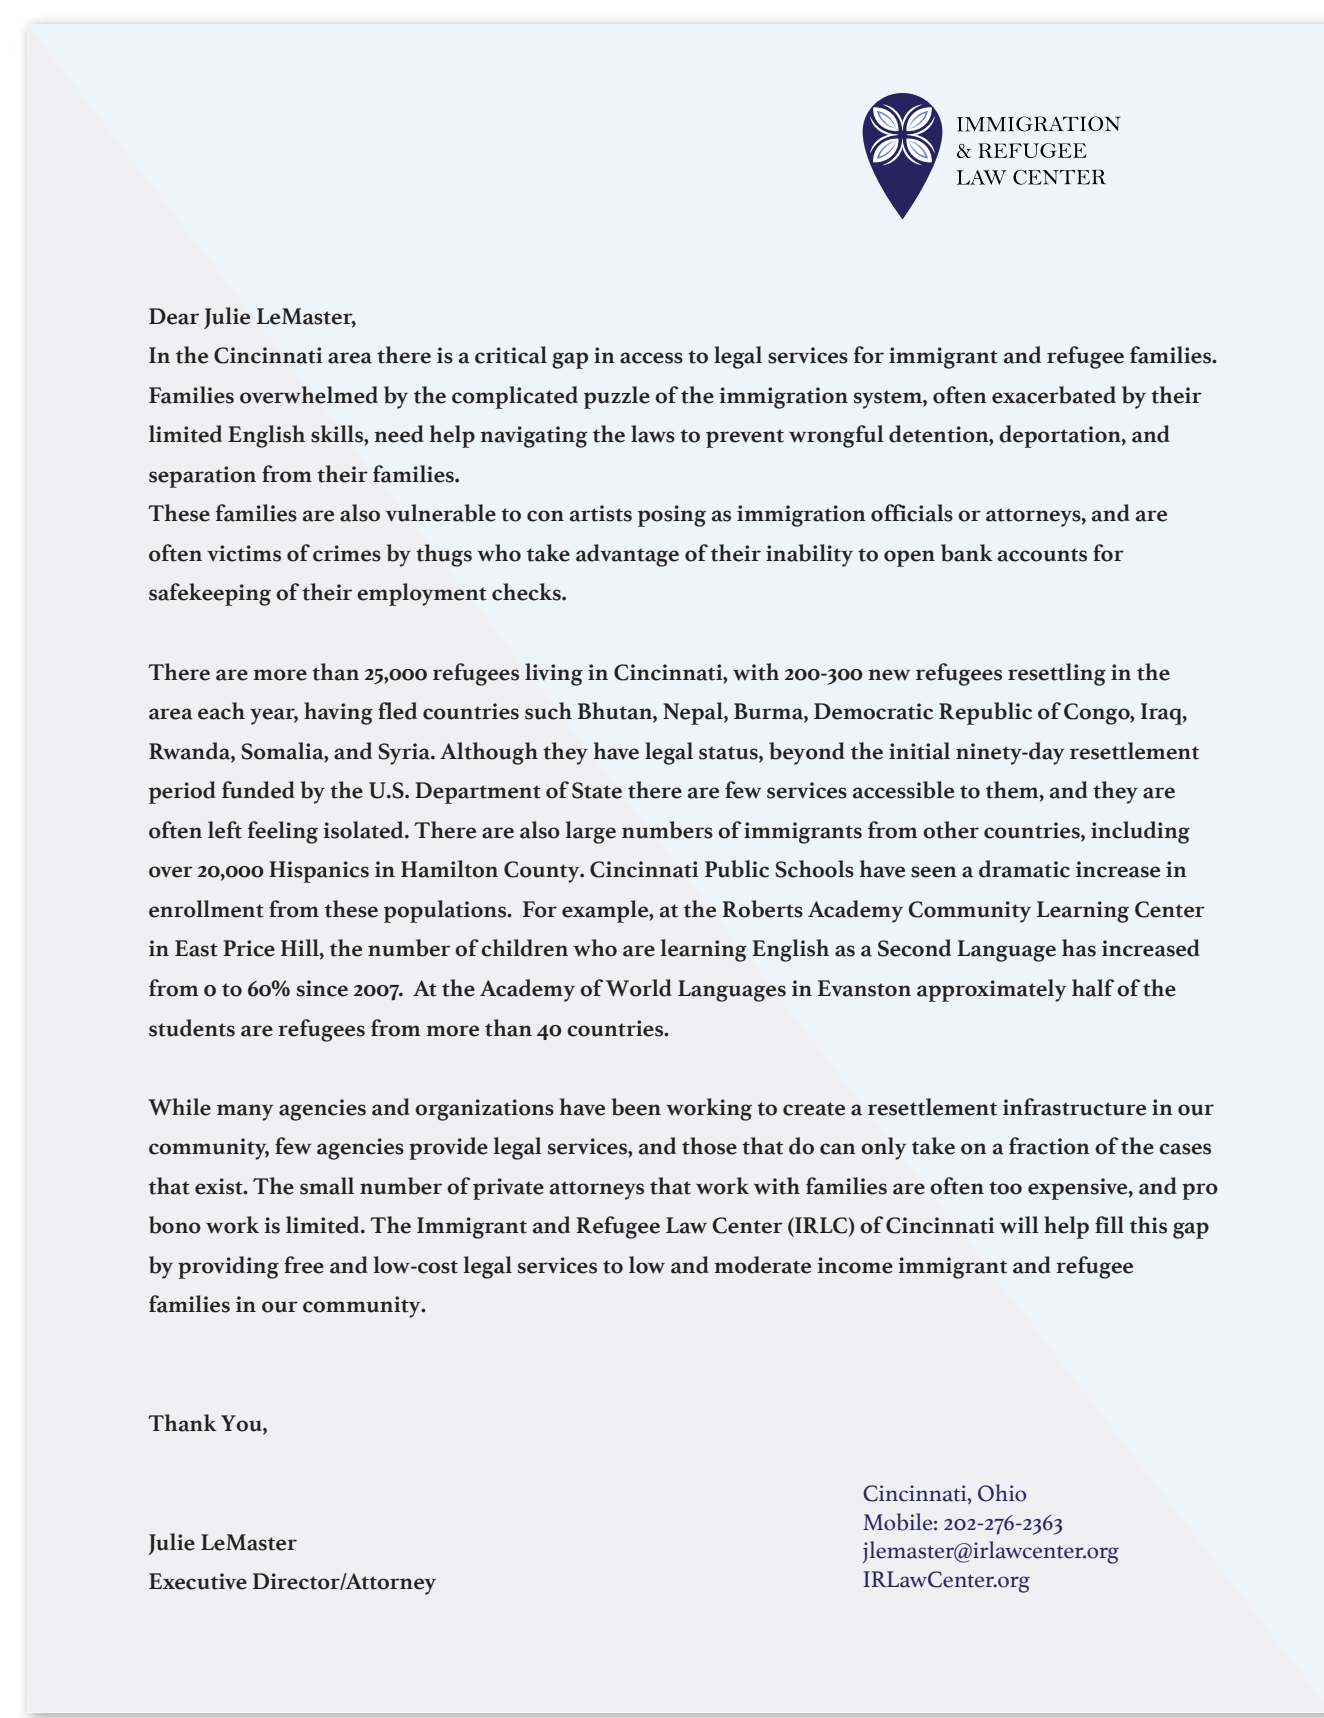 IMMIGRATION
& REFUGEE
LAW CENTER
Dear Julie LeMaster,
In the Cincinnati area there is a critical gap in access to legal services for immigrant and refugee families.
Families overwhelmed by the complicated puzzle of the immigration system, often exacerbated by their
limited English skills, need help navigating the laws to prevent wrongful detention, deportation, and
separation from their families.
These families are also vulnerable to con artists posing as immigration officials or attorneys, and are
often victims of crimes by thugs who take advantage of their inability to open bank accounts for
safekeeping of their employment checks.
There are more than 25,000 refugees living in Cincinnati, with 200-300 new refugees resettling in the
area each year, having fled countries such Bhutan, Nepal, Burma, Democratic Republic of Congo, Iraq,
Rwanda, Somalia, and Syria. Although they have legal status, beyond the initial ninety-day resettlement
period funded by the U.S. Department of State there are few services accessible to them, and they are
often left feeling isolated. There are also large numbers of immigrants from other countries, including
over 20,000 Hispanics in Hamilton County. Cincinnati Public Schools have seen a dramatic increase in
enrollment from these populations.  For example, at the Roberts Academy Community Learning Center
in East Price Hill, the number of children who are learning English as a Second Language has increased
from 0 to 60% since 2007.  At the Academy of World Languages in Evanston approximately half of the
students are refugees from more than 40 countries.
While many agencies and organizations have been working to create a resettlement infrastructure in our
community, few agencies provide legal services, and those that do can only take on a fraction of the cases
that exist. The small number of private attorneys that work with families are often too expensive, and pro
bono work is limited. The Immigrant and Refugee Law Center (IRLC) of Cincinnati will help fill this gap
by providing free and low-cost legal services to low and moderate income immigrant and refugee
families in our community.
Thank You,
Julie LeMaster
Executive Director/Attorney
Cincinnati, Ohio
Mobile: 202-276-2363
jlemaster@irlawcenter.org
IRLawCenter.org